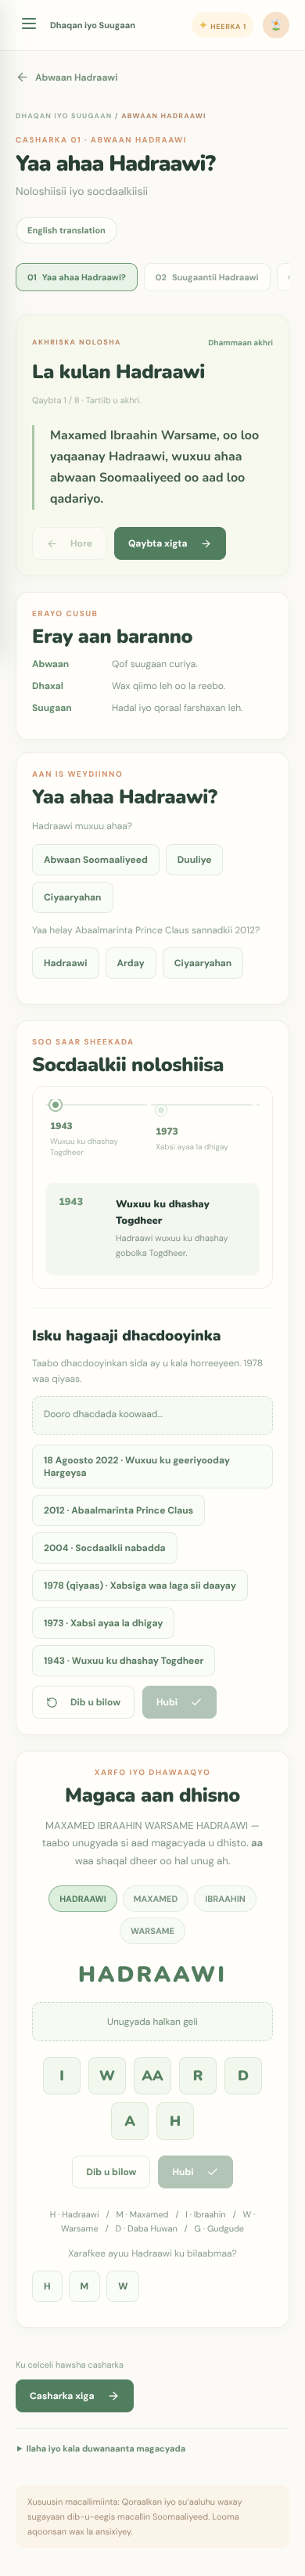 Dhaqan iyo Suugaan
HEERKA 1
Abwaan Hadraawi
DHAQAN IYO SUUGAAN / ABWAAN HADRAAWI
CASHARKA 01 · ABWAAN HADRAAWI
Yaa ahaa Hadraawi?
Noloshiisii iyo socdaalkiisii
English translation
01 Yaa ahaa Hadraawi?
02 Suugaantii Hadraawi
AKHRISKA NOLOSHA
Dhammaan akhri
La kulan Hadraawi
Qaybta 1 / 8 · Tartiib u akhri.
Maxamed Ibraahin Warsame, oo loo
yaqaanay Hadraawi, wuxuu ahaa
abwaan Soomaaliyeed oo aad loo
qadariyo.
Hore
Qaybta xigta
ERAYO CUSUB
Eray aan baranno
Abwaan Qof suugaan curiya.
Dhaxal Wax qiimo leh oo la reebo.
Suugaan Hadal iyo qoraal farshaxan leh.
AAN IS WEYDIINNO
Yaa ahaa Hadraawi?
Hadraawi muxuu ahaa?
Abwaan Soomaaliyeed
Duuliye
Ciyaaryahan
Yaa helay Abaalmarinta Prince Claus sannadkii 2012?
Hadraawi
Arday
Ciyaaryahan
SOO SAAR SHEEKADA
Socdaalkii noloshiisa
1943
Wuxuu ku dhashay
Togdheer
1973
Xabsi ayaa la dhigay
1943
Wuxuu ku dhashay
Togdheer
Hadraawi wuxuu ku dhashay
gobolka Togdheer.
Isku hagaaji dhacdooyinka
Taabo dhacdooyinkan sida ay u kala horreeyeen. 1978
waa qiyaas.
Dooro dhacdada koowaad...
18 Agoosto 2022 · Wuxuu ku geeriyooday
Hargeysa
2012 · Abaalmarinta Prince Claus
2004 · Socdaalkii nabadda
1978 (qiyaas) · Xabsiga waa laga sii daayay
1973 · Xabsi ayaa la dhigay
1943 · Wuxuu ku dhashay Togdheer
Dib u bilow
Hubi
XARFO IYO DHAWAAQYO
Magaca aan dhisno
MAXAMED IBRAAHIN WARSAME HADRAAWI —
taabo unugyada si aad magacyada u dhisto. aa
waa shaqal dheer oo hal unug ah.
HADRAAWI
MAXAMED
IBRAAHIN
WARSAME
HADRAAWI
Unugyada halkan geli
I W AA R D
A H
Dib u bilow
Hubi
H · Hadraawi / M · Maxamed / I · Ibraahin / W ·
Warsame / D · Daba Huwan / G · Gudgude
Xarafkee ayuu Hadraawi ku bilaabmaa?
H M W
Ku celceli hawsha casharka
Casharka xiga
Ilaha iyo kala duwanaanta magacyada
Xusuusin macallimiinta: Qoraalkan iyo su'aaluhu waxay
sugayaan dib-u-eegis macallin Soomaaliyeed. Looma
aqoonsan wax la ansixiyey.